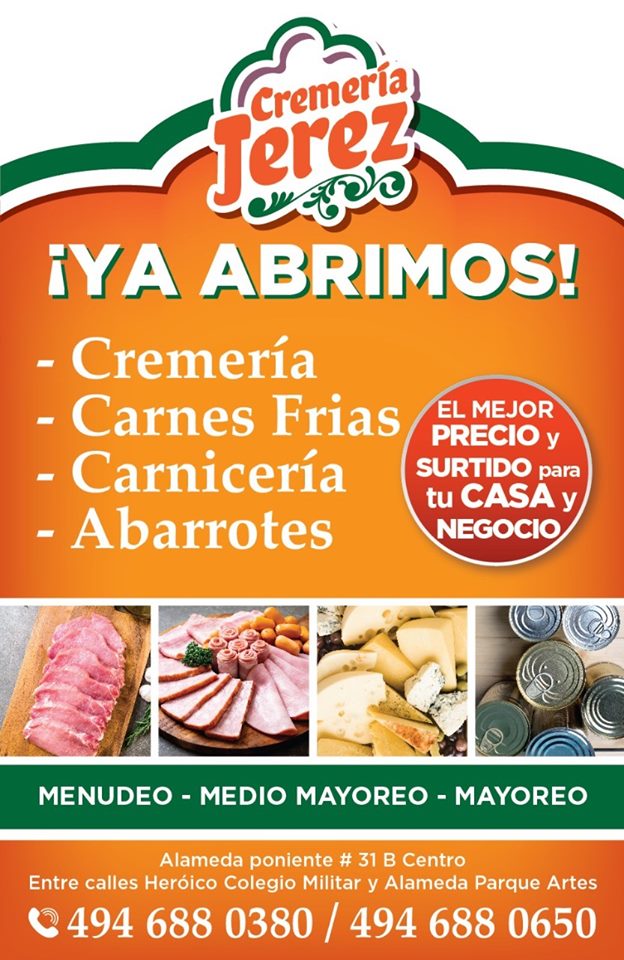 Cremería
Jerez
¡YA ABRIMOS!
- Cremería
- Carnes Frias
- Carnicería
- Abarrotes
EL MEJOR
PRECIO y
SURTIDO para
tu CASA y
NEGOCIO
MENUDEO - MEDIO MAYOREO - MAYOREO
Alameda poniente # 31 B Centro
Entre calles Heróico Colegio Militar y Alameda Parque Artes
494 688 0380 / 494 688 0650